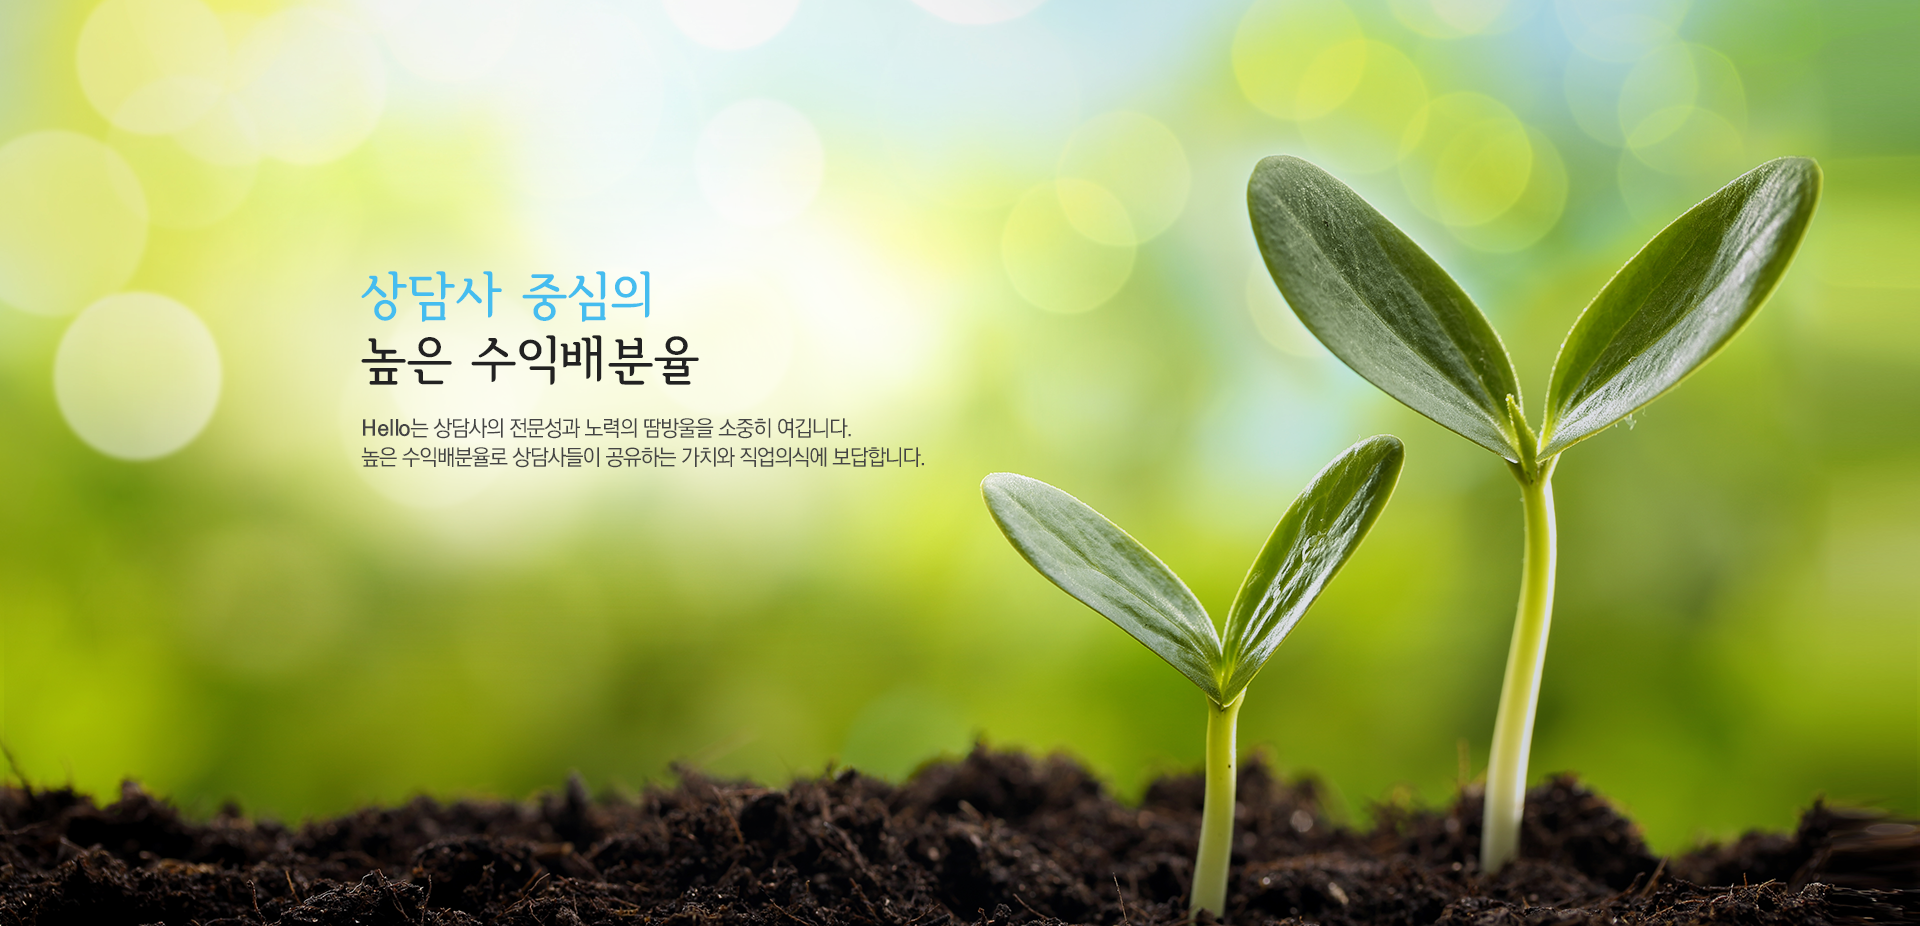 상담사 중심의
높은 수익배분율
Hello는 상담사의 전문성과 노력의 땀방울을 소중히 여깁니다.
높은 수익배분율로 상담사들이 공유하는 가치와 직업의식에 보답합니다.